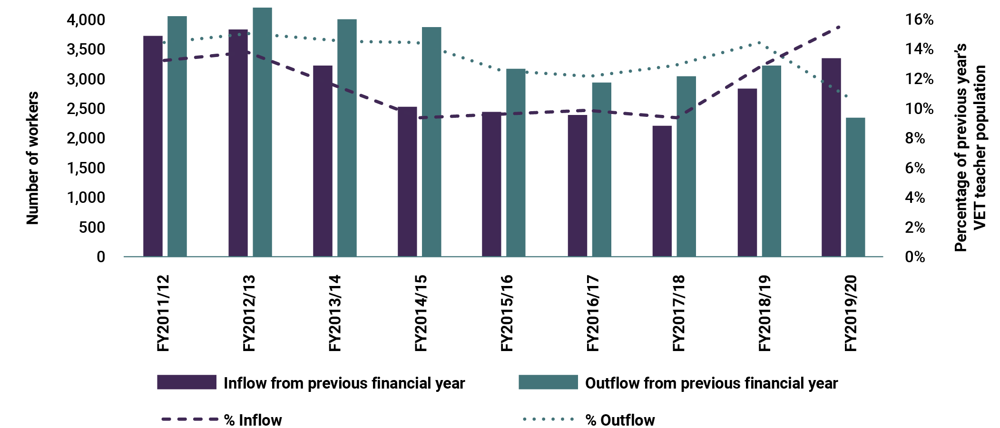 Number of workers
4,000
3,500
3,000
2,500
2,000
1,500
1,000
500
0
16%
14%
12%
10%
8%
6%
4%
2%
0%
Percentage of previous year's
VET teacher population
FY2011/12
FY2012/13
FY2013/14
FY2014/15
FY2015/16
FY2016/17
FY2017/18
FY2018/19
FY2019/20
Inflow from previous financial year
Outflow from previous financial year
% Inflow
% Outflow